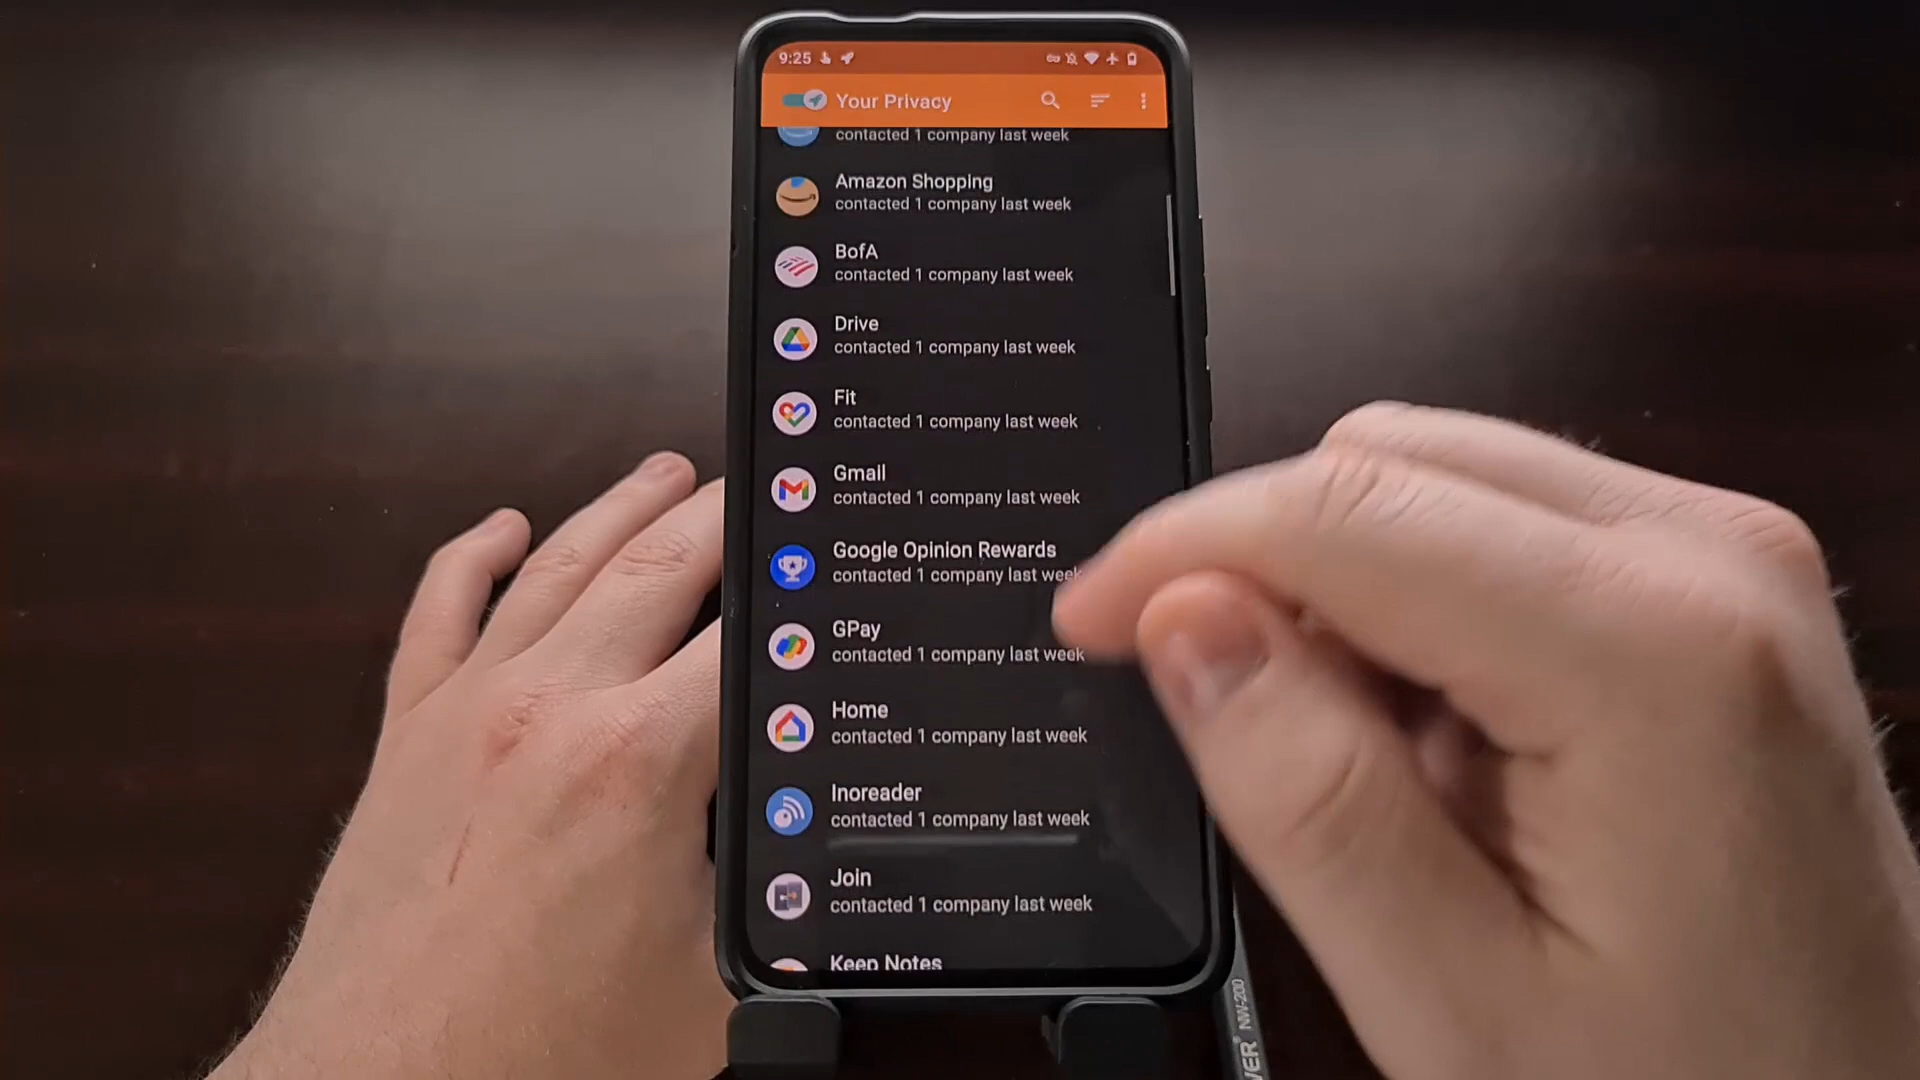 9:25
Your Privacy
contacted 1 company last week
Amazon Shopping
contacted 1 company last week
BofA
contacted 1 company last week
Drive
contacted 1 company last week
Fit
contacted 1 company last week
Gmail
contacted 1 company last week
Google Opinion Rewards
contacted 1 company last week
GPay
contacted 1 company last week
Home
contacted 1 company last week
Inoreader
contacted 1 company last week
Join
contacted 1 company last week
Keep Notes
NW-200